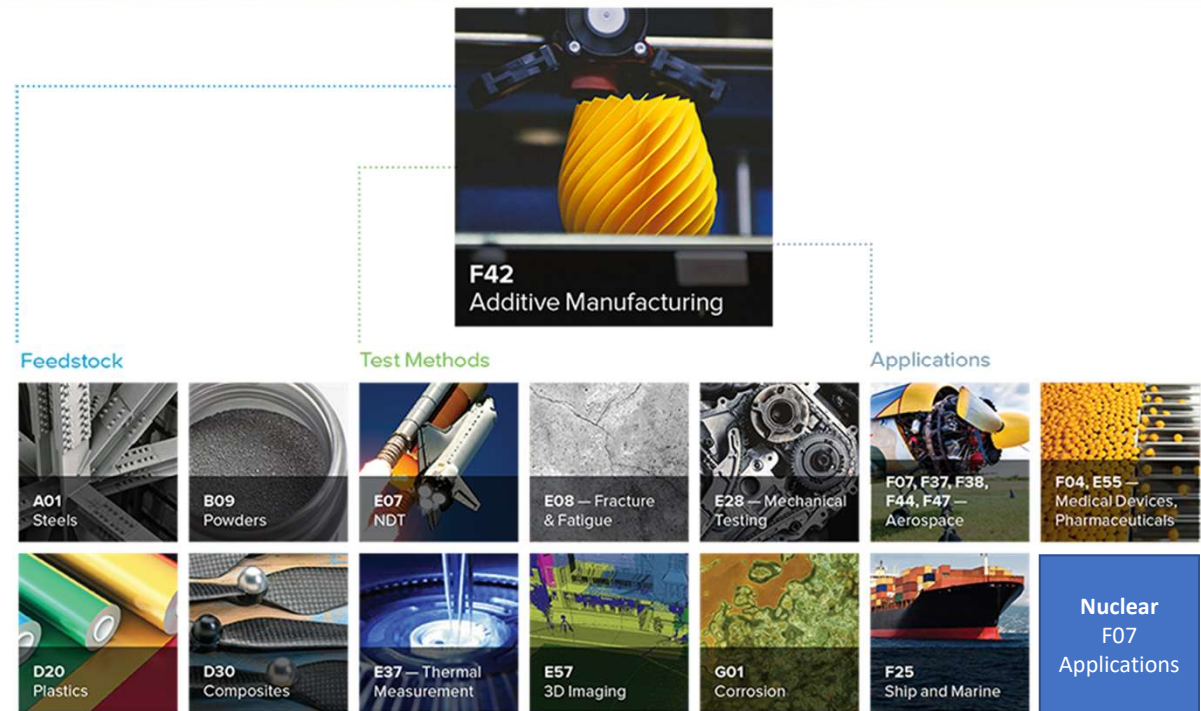 F42
Additive Manufacturing
Feedstock
Test Methods
Applications
A01
Steels
B09
Powders
E07
NDT
E08 — Fracture
& Fatigue
E28 — Mechanical
Testing
F07, F37, F38,
F44, F47 —
Aerospace
F04, E55 —
Medical Devices,
Pharmaceuticals
D20
Plastics
D30
Composites
E37 — Thermal
Measurement
E57
3D Imaging
G01
Corrosion
F25
Ship and Marine
Nuclear
F07
Applications